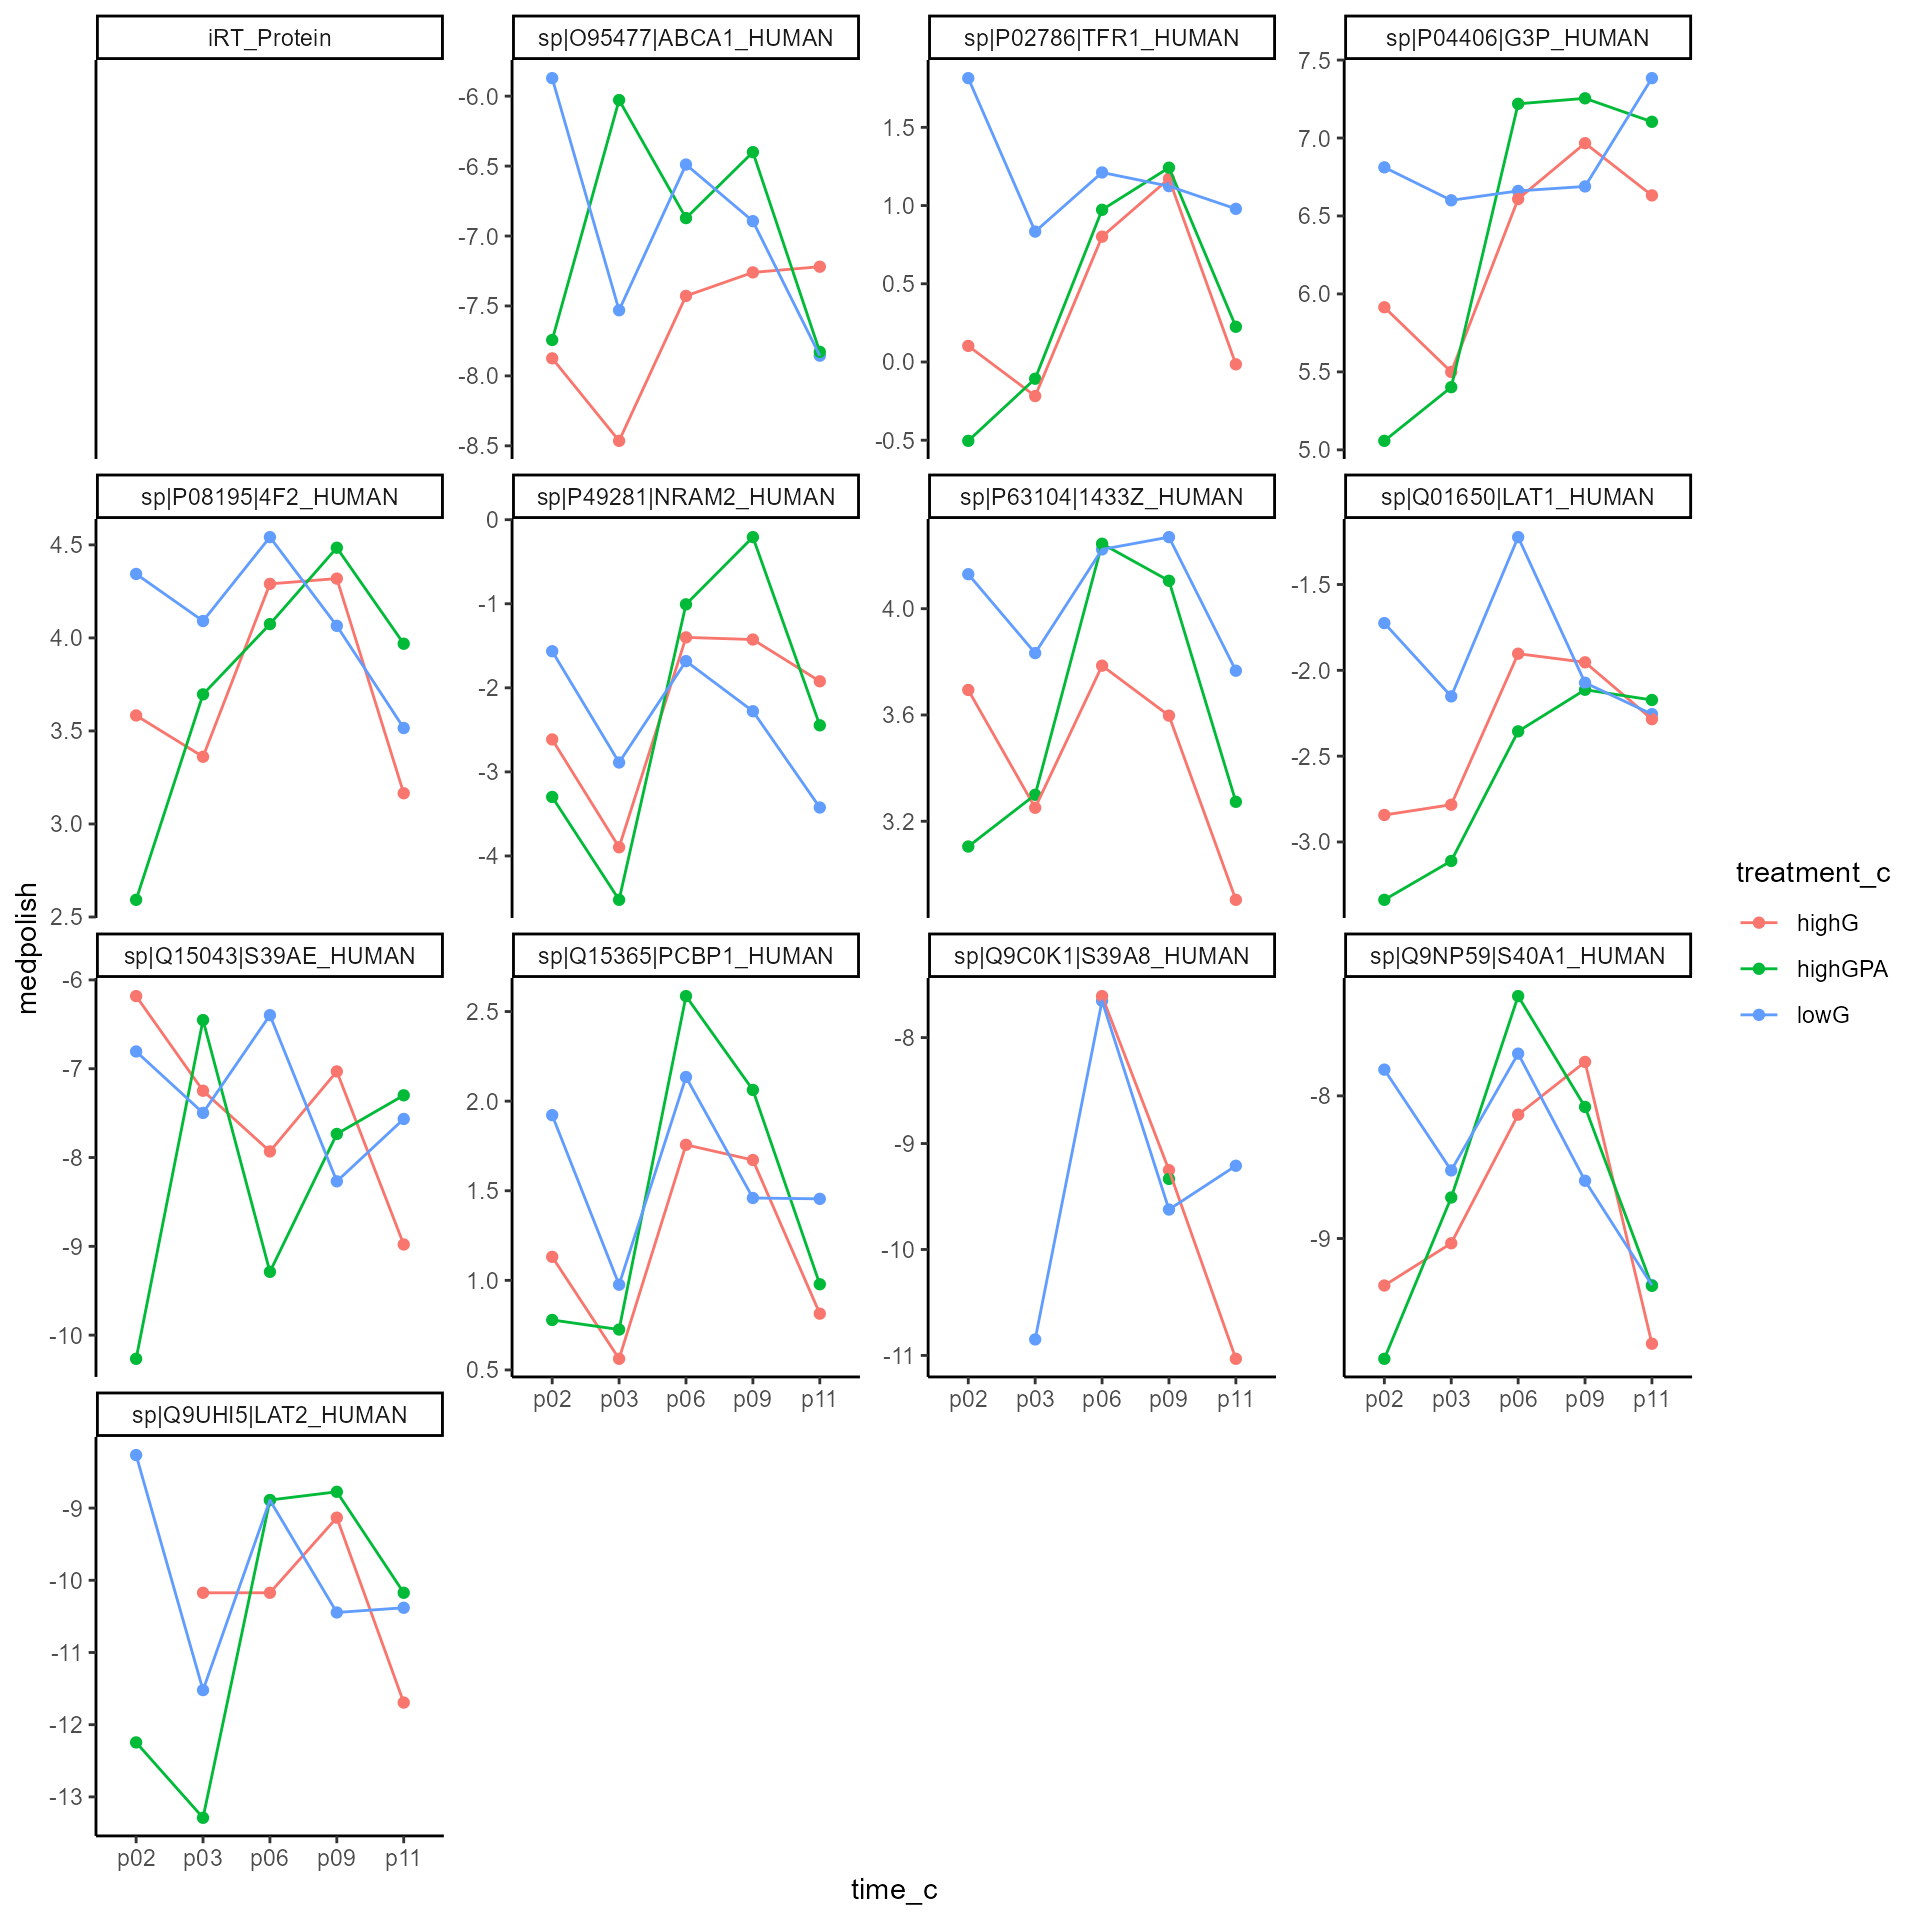 iRT_Protein
sp|O95477|ABCA1_HUMAN
sp|P02786|TFR1_HUMAN
sp|P04406|G3P_HUMAN
-6.0
-6.5
-7.0
-7.5
-8.0
-8.5
1.5
1.0
0.5
0.0
-0.5
7.5
7.0
6.5
6.0
5.5
5.0
sp|P08195|4F2_HUMAN
sp|P49281|NRAM2_HUMAN
sp|P63104|1433Z_HUMAN
sp|Q01650|LAT1_HUMAN
4.5
4.0
3.5
3.0
2.5
0
-1
-2
-3
-4
4.0
3.6
3.2
-1.5
-2.0
-2.5
-3.0
sp|Q15043|S39AE_HUMAN
sp|Q15365|PCBP1_HUMAN
sp|Q9C0K1|S39A8_HUMAN
sp|Q9NP59|S40A1_HUMAN
-6
-7
-8
-9
-10
2.5
2.0
1.5
1.0
0.5
-8
-9
-10
-11
-8
-9
p02 p03 p06 p09 p11
p02 p03 p06 p09 p11
p02 p03 p06 p09 p11
sp|Q9UHI5|LAT2_HUMAN
-9
-10
-11
-12
-13
p02 p03 p06 p09 p11
time_c
medpolish
treatment_c
highG
highGPA
lowG